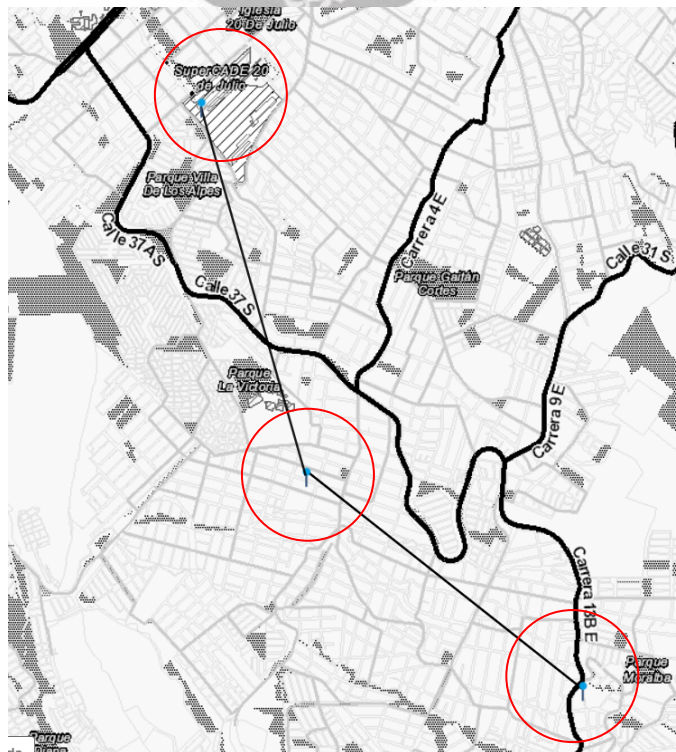 Iglesia
20 De Julio
SuperCADE 20
de Julio
Parque Villa
De Los Alpes
Calle 37A S
Calle 37 S
Carrera 4 E
Parque Gaitán
Cortes
Calle 31 S
Parque
La Victoria
Carrera 9 E
Carrera 13B E
Parque
Moralba
Parque